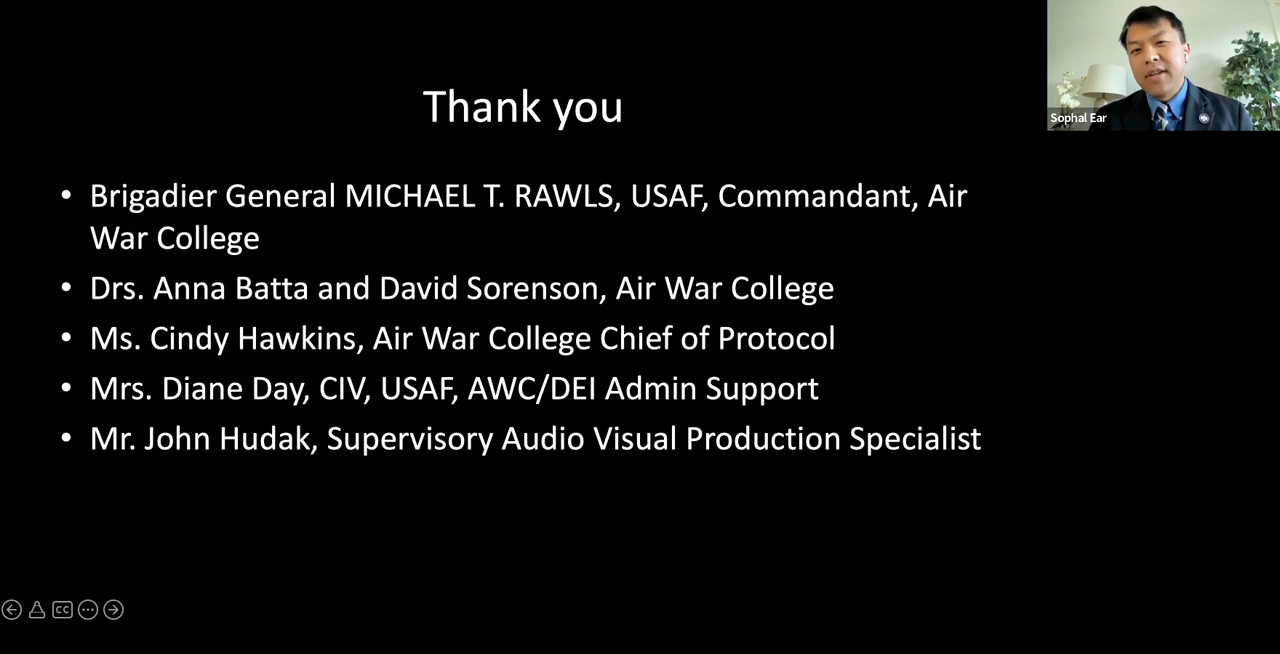 Thank you
• Brigadier General MICHAEL T. RAWLS, USAF, Commandant, Air
War College
• Drs. Anna Batta and David Sorenson, Air War College
• Ms. Cindy Hawkins, Air War College Chief of Protocol
• Mrs. Diane Day, CIV, USAF, AWC/DEI Admin Support
• Mr. John Hudak, Supervisory Audio Visual Production Specialist
Sophal Ear
CC